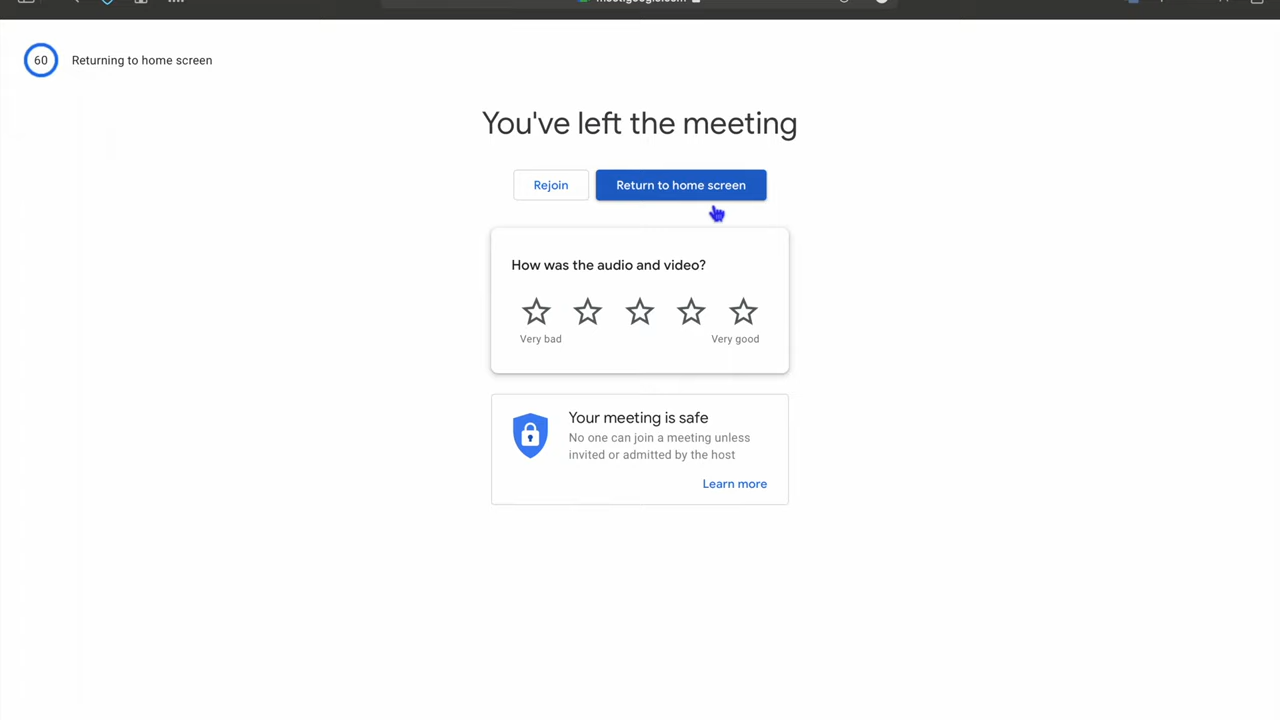 60 Returning to home screen
You've left the meeting
Rejoin Return to home screen
How was the audio and video?
Very bad Very good
Your meeting is safe
No one can join a meeting unless
invited or admitted by the host
Learn more